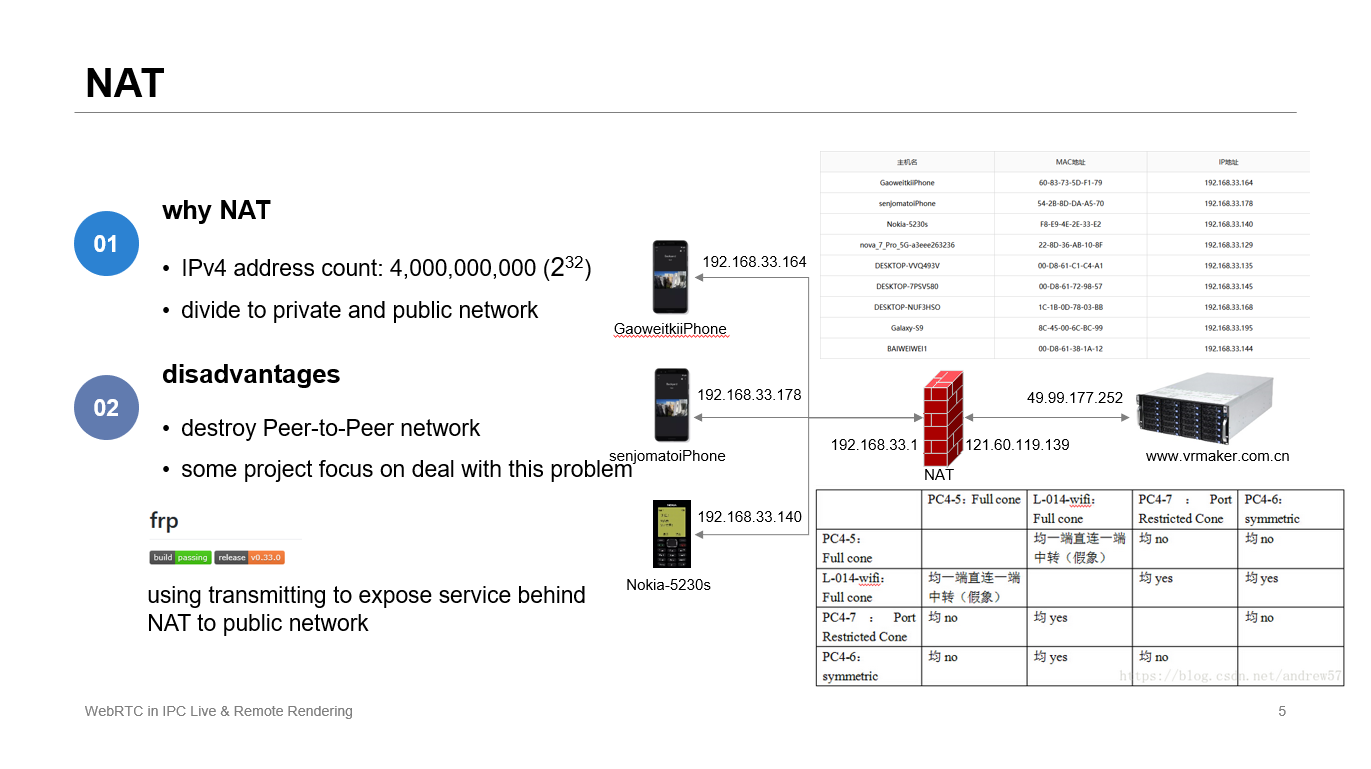 NAT
01
why NAT
• IPv4 address count: 4,000,000,000 (2³²)
• divide to private and public network
02
disadvantages
• destroy Peer-to-Peer network
• some project focus on deal with this problem
frp
build passing release v0.33.0
using transmitting to expose service behind
NAT to public network
192.168.33.164
GaoweitkiiPhone
192.168.33.178
senjomatoiPhone
192.168.33.140
Nokia-5230s
主机名 MAC地址 IP地址
GaoweitkiiPhone 60-83-73-5D-F1-79 192.168.33.164
senjomatoiPhone 54-2B-8D-DA-A5-70 192.168.33.178
Nokia-5230s F8-E9-4E-2E-33-E2 192.168.33.140
nova_7_Pro_5G-a3eee263236 22-8D-36-AB-10-8F 192.168.33.129
DESKTOP-VVQ493V 00-D8-61-C1-C4-A1 192.168.33.135
DESKTOP-7PSV580 00-D8-61-72-98-57 192.168.33.145
DESKTOP-NUF3HSO 1C-1B-0D-78-03-BB 192.168.33.168
Galaxy-S9 8C-45-00-6C-BC-99 192.168.33.195
BAIWEIWEI1 00-D8-61-3B-1A-12 192.168.33.144
49.99.177.252
192.168.33.1
121.60.119.139
NAT
www.vrmaker.com.cn
PC4-5: Full cone L-014-wifi: PC4-7 : Port PC4-6:
Full cone Restricted Cone symmetric
PC4-5: 均一端直连一端 均 no 均 no
Full cone 中转（假象）
L-014-wifi: 均一端直连一端 均 yes 均 yes
Full cone 中转（假象）
PC4-7 : Port 均 no 均 yes 均 no
Restricted Cone
PC4-6: 均 no 均 yes 均 no
symmetric
https://blog.csdn.net/andrew57
WebRTC in IPC Live & Remote Rendering
5